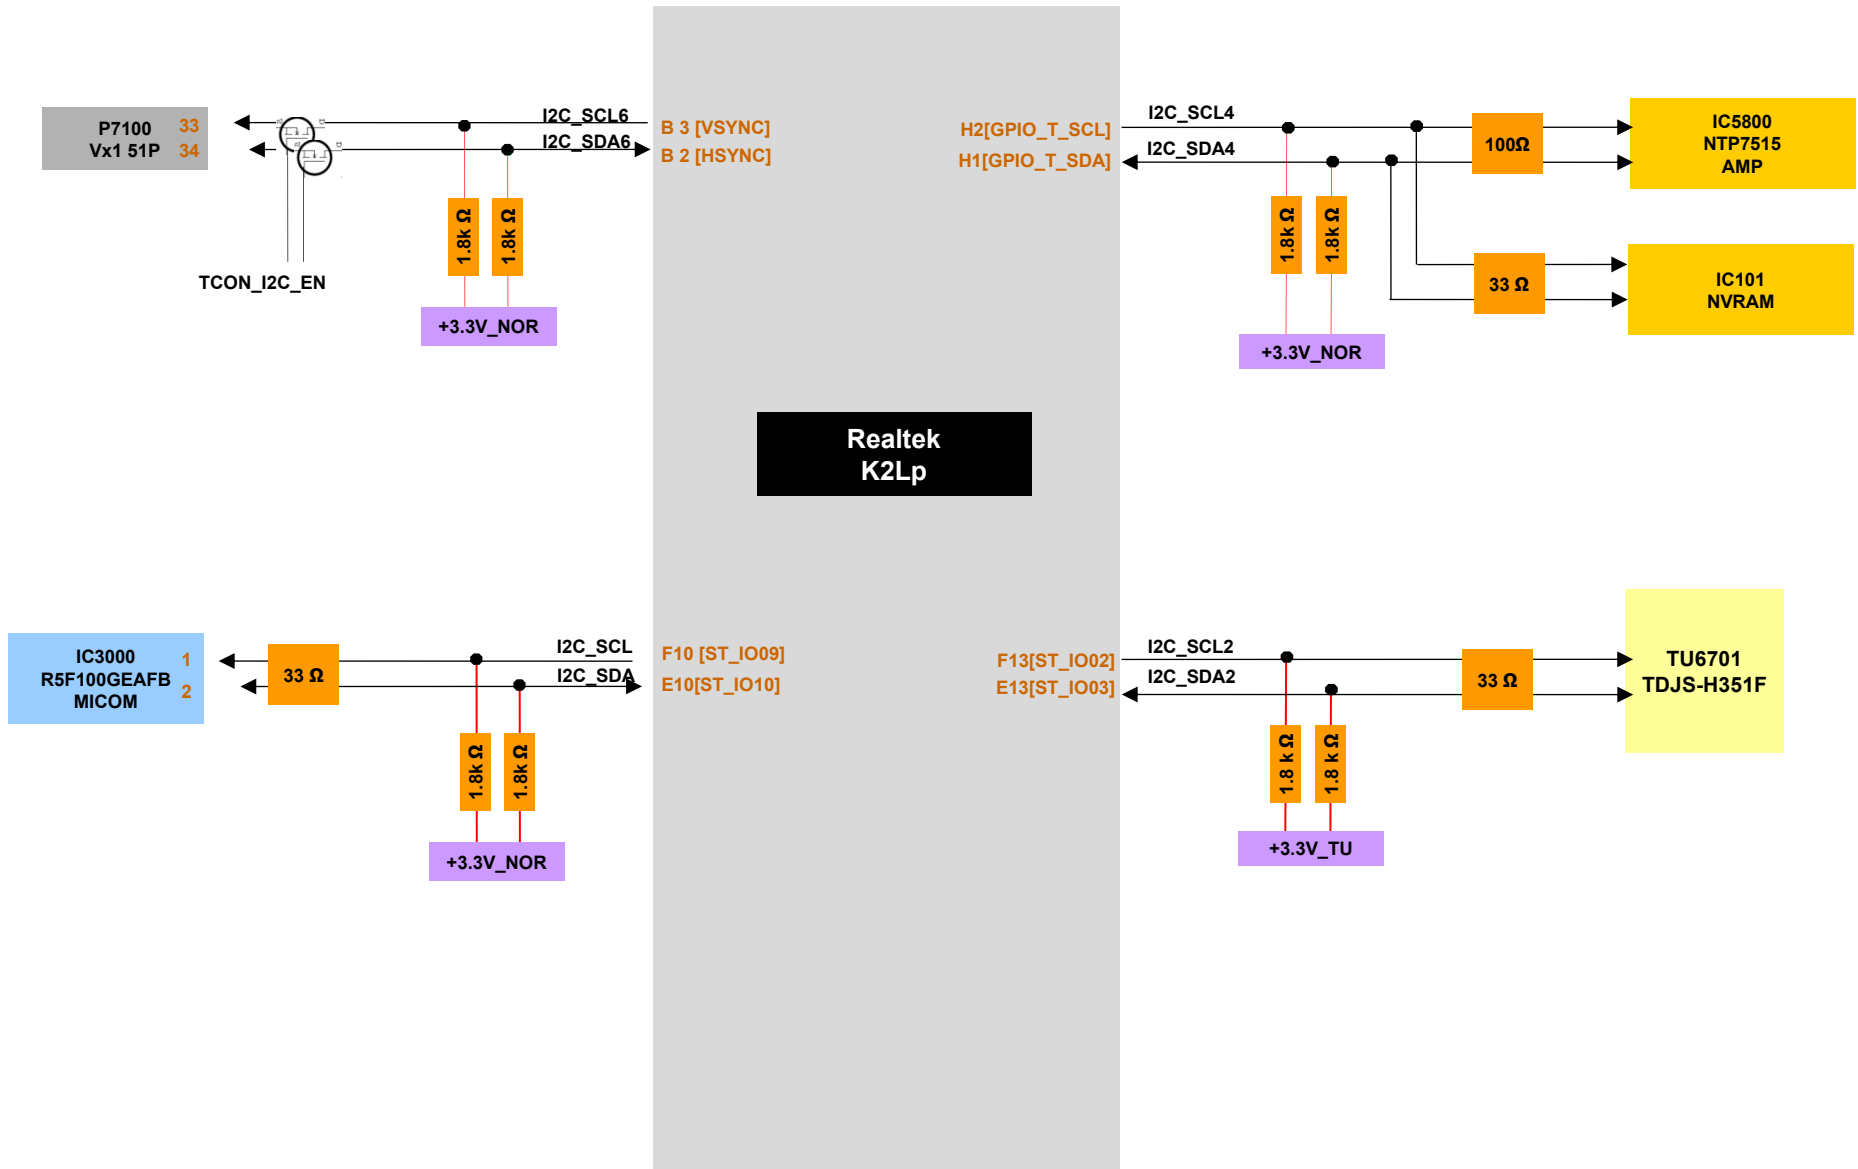 P7100
Vx1 51P
33
34
I2C_SCL6
I2C_SDA6
B 3 [VSYNC]
B 2 [HSYNC]
1.8k Ω
1.8k Ω
TCON_I2C_EN
+3.3V_NOR
H2[GPIO_T_SCL]
H1[GPIO_T_SDA]
I2C_SCL4
I2C_SDA4
100Ω
IC5800
NTP7515
AMP
1.8k Ω
1.8k Ω
33 Ω
IC101
NVRAM
+3.3V_NOR
Realtek
K2Lp
IC3000
R5F100GEAFB
MICOM
1
2
33 Ω
I2C_SCL
I2C_SDA
F10 [ST_IO09]
E10[ST_IO10]
1.8k Ω
1.8k Ω
+3.3V_NOR
F13[ST_IO02]
E13[ST_IO03]
I2C_SCL2
I2C_SDA2
33 Ω
TU6701
TDJS-H351F
1.8 k Ω
1.8 k Ω
+3.3V_TU